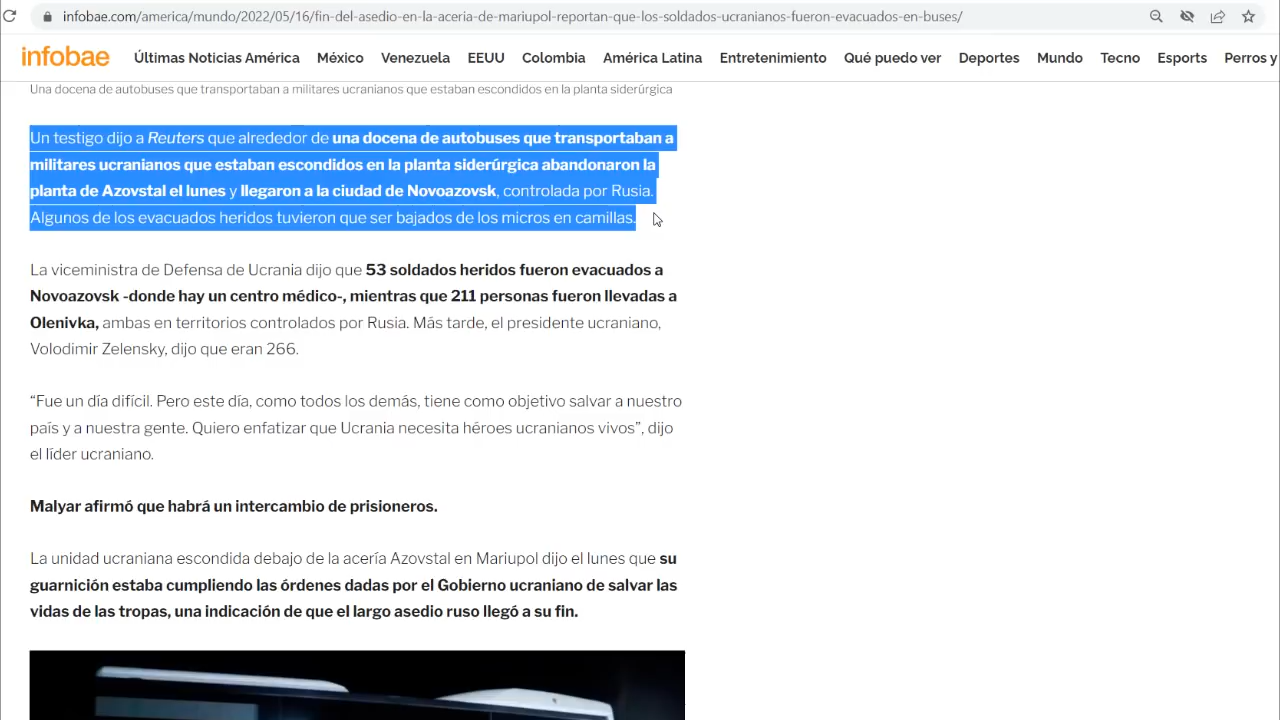 infobae.com/america/mundo/2022/05/16/fin-del-asedio-en-la-aceria-de-mariupol-reportan-que-los-soldados-ucranianos-fueron-evacuados-en-buses/
infobae Últimas Noticias América México Venezuela EEUU Colombia América Latina Entretenimiento Qué puedo ver Deportes Mundo Tecno Esports Perros y
Una docena de autobuses que transportaban a militares ucranianos que estaban escondidos en la planta siderúrgica
Un testigo dijo a Reuters que alrededor de una docena de autobuses que transportaban a
militares ucranianos que estaban escondidos en la planta siderúrgica abandonaron la
planta de Azovstal el lunes y llegaron a la ciudad de Novoazovsk, controlada por Rusia.
Algunos de los evacuados heridos tuvieron que ser bajados de los micros en camillas.
La viceministra de Defensa de Ucrania dijo que 53 soldados heridos fueron evacuados a
Novoazovsk -donde hay un centro médico-, mientras que 211 personas fueron llevadas a
Olenivka, ambas en territorios controlados por Rusia. Más tarde, el presidente ucraniano,
Volodimir Zelensky, dijo que eran 266.
“Fue un día difícil. Pero este día, como todos los demás, tiene como objetivo salvar a nuestro
país y a nuestra gente. Quiero enfatizar que Ucrania necesita héroes ucranianos vivos”, dijo
el líder ucraniano.
Malyar afirmó que habrá un intercambio de prisioneros.
La unidad ucraniana escondida debajo de la acería Azovstal en Mariupol dijo el lunes que su
guarnición estaba cumpliendo las órdenes dadas por el Gobierno ucraniano de salvar las
vidas de las tropas, una indicación de que el largo asedio ruso llegó a su fin.